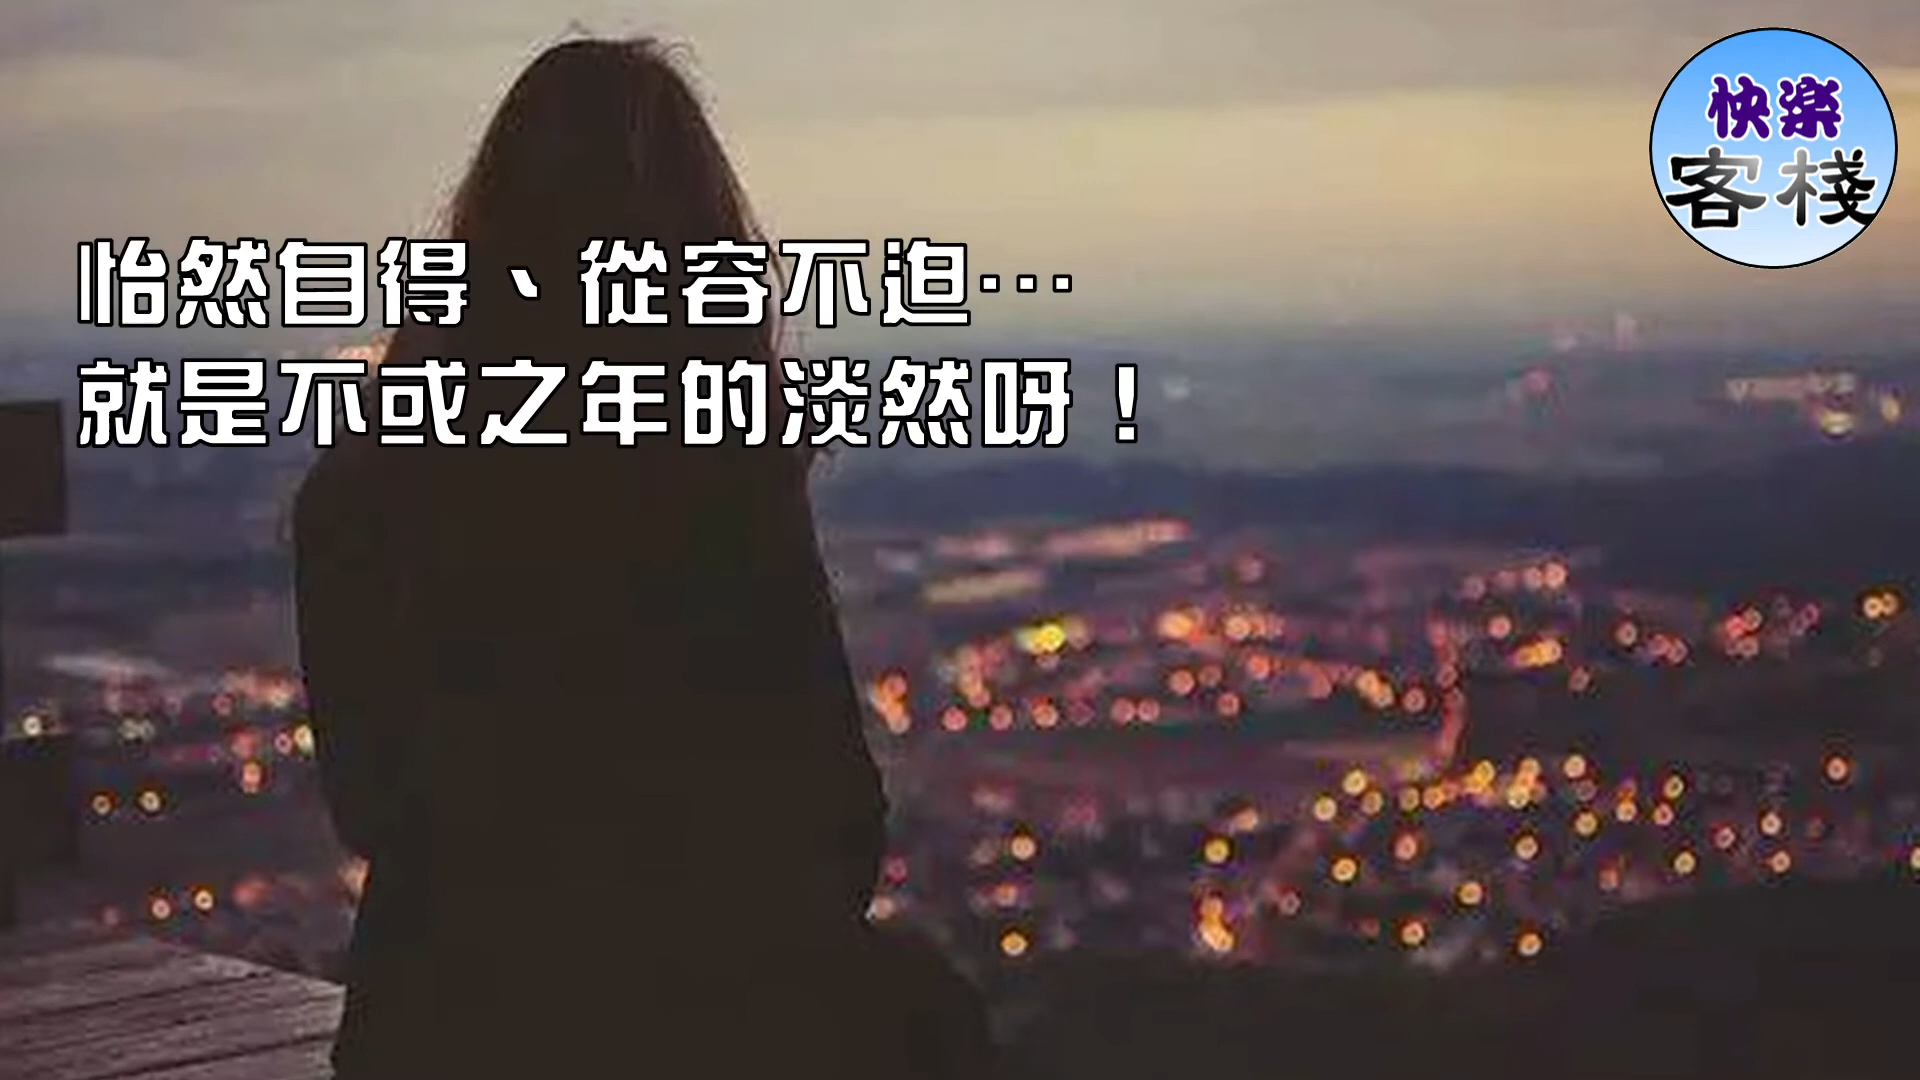 快樂
客棧
怡然自得、從容不迫…
就是不或之年的淡然呀！